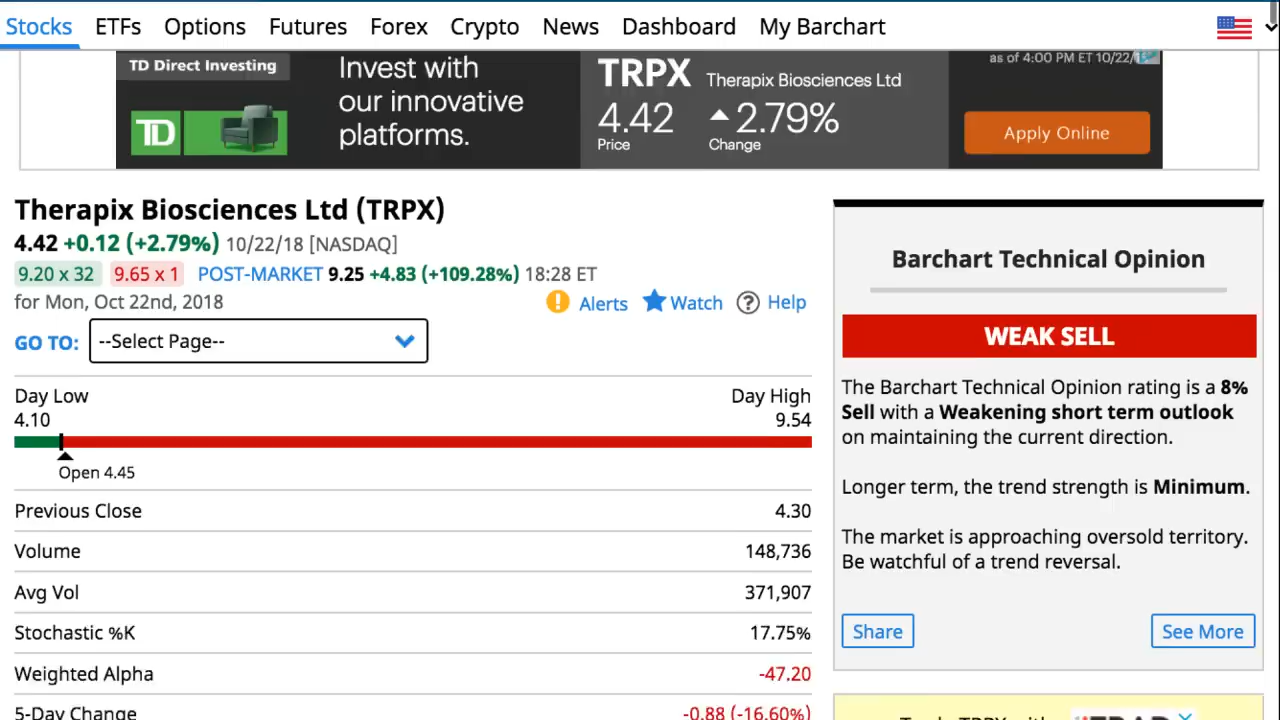 Stocks ETFs Options Futures Forex Crypto News Dashboard My Barchart
TD Direct Investing
TD
Invest with
our innovative
platforms.
TRPX Therapix Biosciences Ltd
4.42 2.79%
Price Change
as of 4:00 PM ET 10/22/
Apply Online
Therapix Biosciences Ltd (TRPX)
4.42 +0.12 (+2.79%) 10/22/18 [NASDAQ]
9.20 x 32 9.65 x 1 POST-MARKET 9.25 +4.83 (+109.28%) 18:28 ET
for Mon, Oct 22nd, 2018
Alerts Watch Help
GO TO: --Select Page--
Day Low Day High
4.10 9.54
Open 4.45
Previous Close 4.30
Volume 148,736
Avg Vol 371,907
Stochastic %K 17.75%
Weighted Alpha -47.20
5-Day Change -0.88 (-16.60%)
Barchart Technical Opinion
WEAK SELL
The Barchart Technical Opinion rating is a 8%
Sell with a Weakening short term outlook
on maintaining the current direction.
Longer term, the trend strength is Minimum.
The market is approaching oversold territory.
Be watchful of a trend reversal.
Share See More
Trade TRPX with